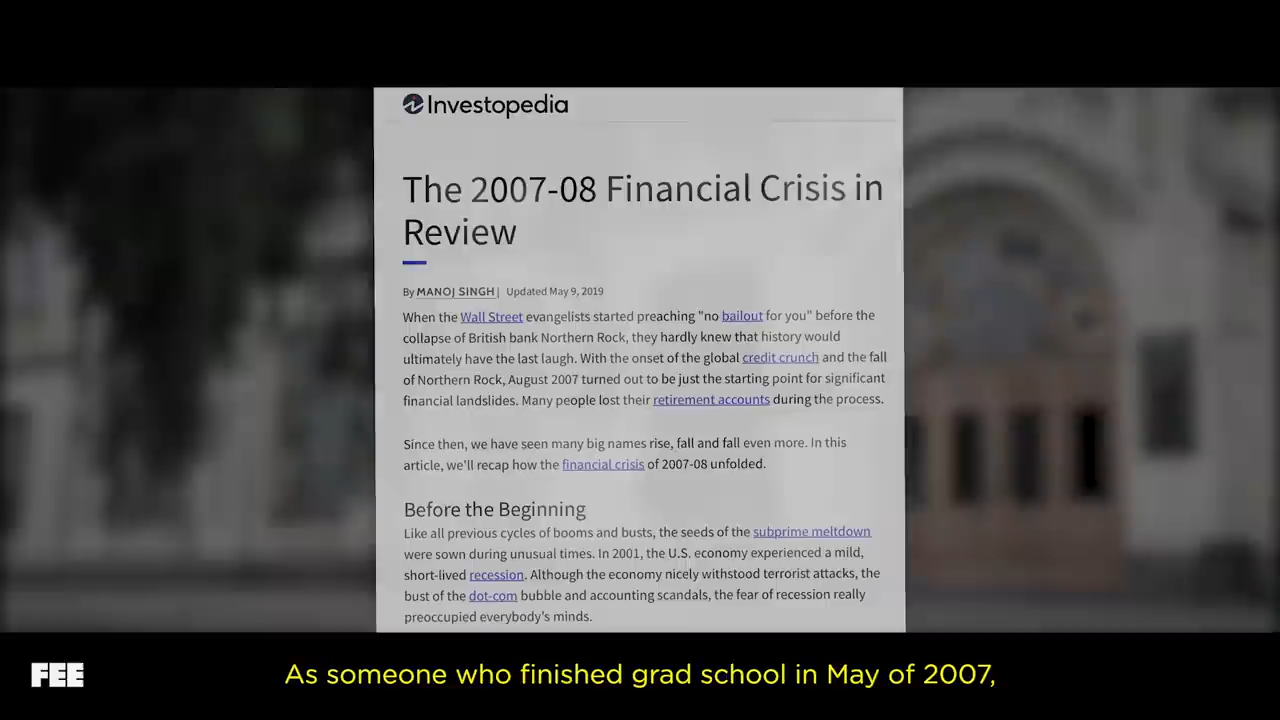 Investopedia
The 2007-08 Financial Crisis in
Review
By MANOJ SINGH | Updated May 9, 2019
When the Wall Street evangelists started preaching "no bailout for you" before the
collapse of British bank Northern Rock, they hardly knew that history would
ultimately have the last laugh. With the onset of the global credit crunch and the fall
of Northern Rock, August 2007 turned out to be just the starting point for significant
financial landslides. Many people lost their retirement accounts during the process.
Since then, we have seen many big names rise, fall and fall even more. In this
article, we'll recap how the financial crisis of 2007-08 unfolded.
Before the Beginning
Like all previous cycles of booms and busts, the seeds of the subprime meltdown
were sown during unusual times. In 2001, the U.S. economy experienced a mild,
short-lived recession. Although the economy nicely withstood terrorist attacks, the
bust of the dot-com bubble and accounting scandals, the fear of recession really
preoccupied everybody's minds.
FEE
As someone who finished grad school in May of 2007,